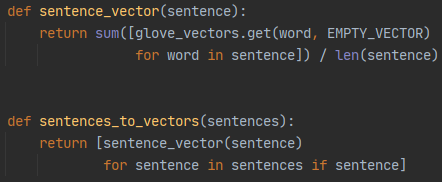 def sentence_vector(sentence):
    return sum([glove_vectors.get(word, EMPTY_VECTOR)
                for word in sentence]) / len(sentence)
def sentences_to_vectors(sentences):
    return [sentence_vector(sentence)
            for sentence in sentences if sentence]